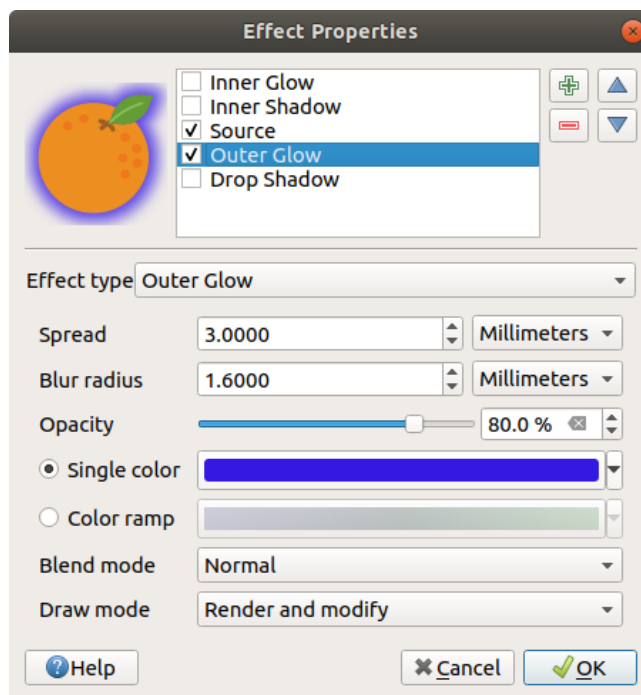 Effect Properties
Inner Glow
Inner Shadow
Source
Outer Glow
Drop Shadow
Effect type Outer Glow
Spread 3.0000 Millimeters
Blur radius 1.6000 Millimeters
Opacity 80.0 %
Single color
Color ramp
Blend mode Normal
Draw mode Render and modify
Help Cancel OK